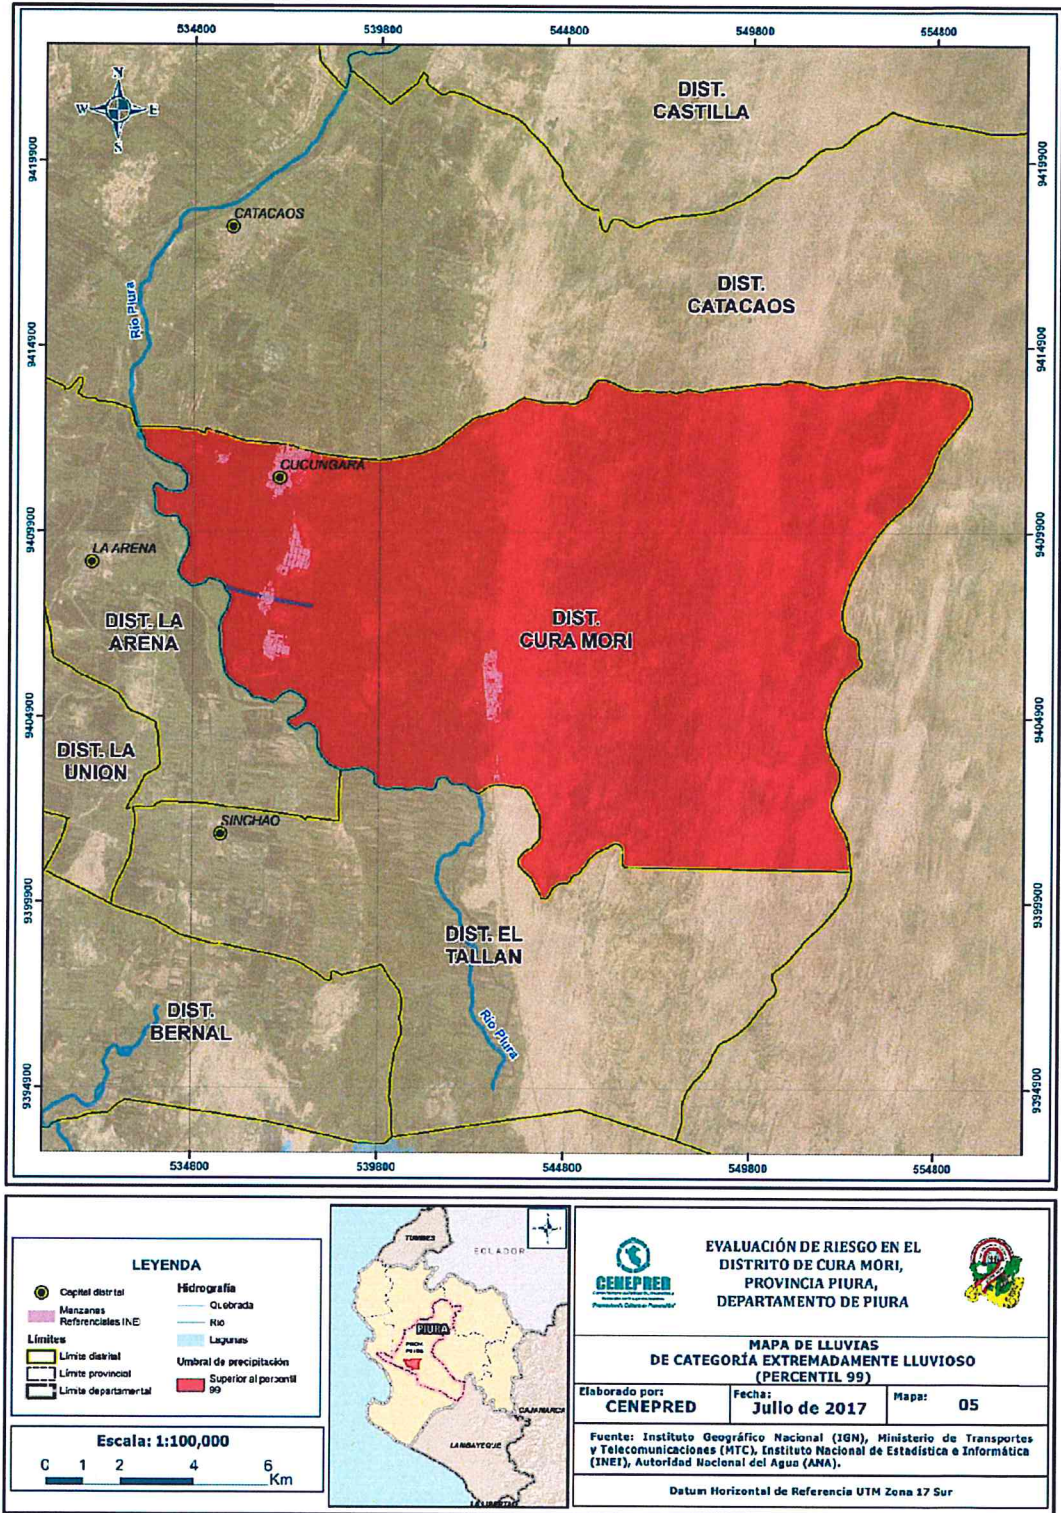 534800
539800
544800
549800
554800
N
W
E
S
DIST.
CASTILLA
9419900
9419900
CATACAOS
DIST.
CATACAOS
Río Piura
9414900
9414900
CUCUNGARA
9409900
9409900
LA ARENA
DIST. LA
ARENA
DIST.
CURA MORI
9404900
9404900
DIST. LA
UNION
SINCHAO
9399900
9399900
DIST. EL
TALLAN
DIST.
BERNAL
Río Piura
9394900
9394900
534800
539800
544800
549800
554800
LEYENDA
Capital distrital
Manzanas
Referenciales INEI
Límites
Límite distrital
Límite provincial
Límite departamental
Hidrografía
Quebrada
Río
Lagunas
Umbral de precipitación
Superior al percentil
99
Escala: 1:100,000
0 1 2 4 6
Km
TUMBES
ECUADOR
PIURA
CAJAMARCA
LAMBAYEQUE
LA LIBERTAD
CENEPRED
EVALUACIÓN DE RIESGO EN EL
DISTRITO DE CURA MORI,
PROVINCIA PIURA,
DEPARTAMENTO DE PIURA
MAPA DE LLUVIAS
DE CATEGORÍA EXTREMADAMENTE LLUVIOSO
(PERCENTIL 99)
Elaborado por:
CENEPRED
Fecha:
Julio de 2017
Mapa:
05
Fuente: Instituto Geográfico Nacional (IGN), Ministerio de Transportes
y Telecomunicaciones (MTC), Instituto Nacional de Estadística e Informática
(INEI), Autoridad Nacional del Agua (ANA).
Datum Horizontal de Referencia UTM Zona 17 Sur